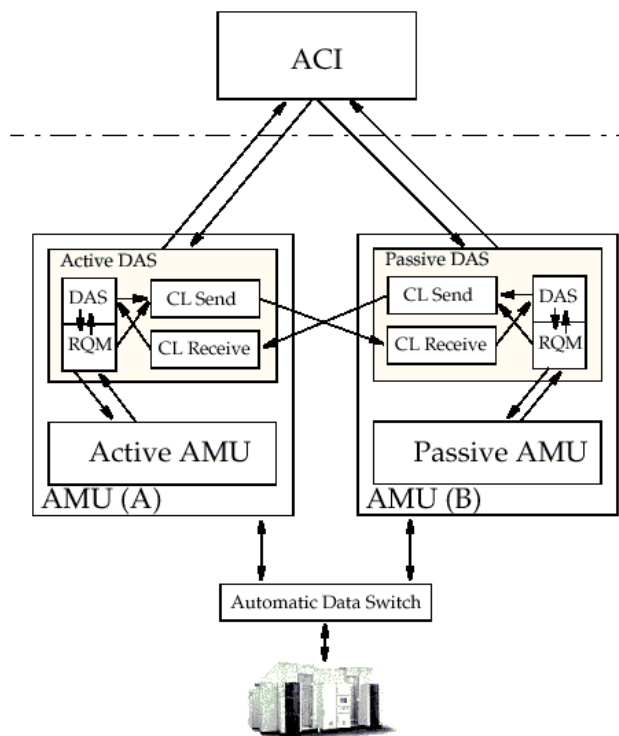 ACI
Active DAS
DAS
RQM
CL Send
CL Receive
Active AMU
AMU (A)
Passive DAS
CL Send
CL Receive
DAS
RQM
Passive AMU
AMU (B)
Automatic Data Switch